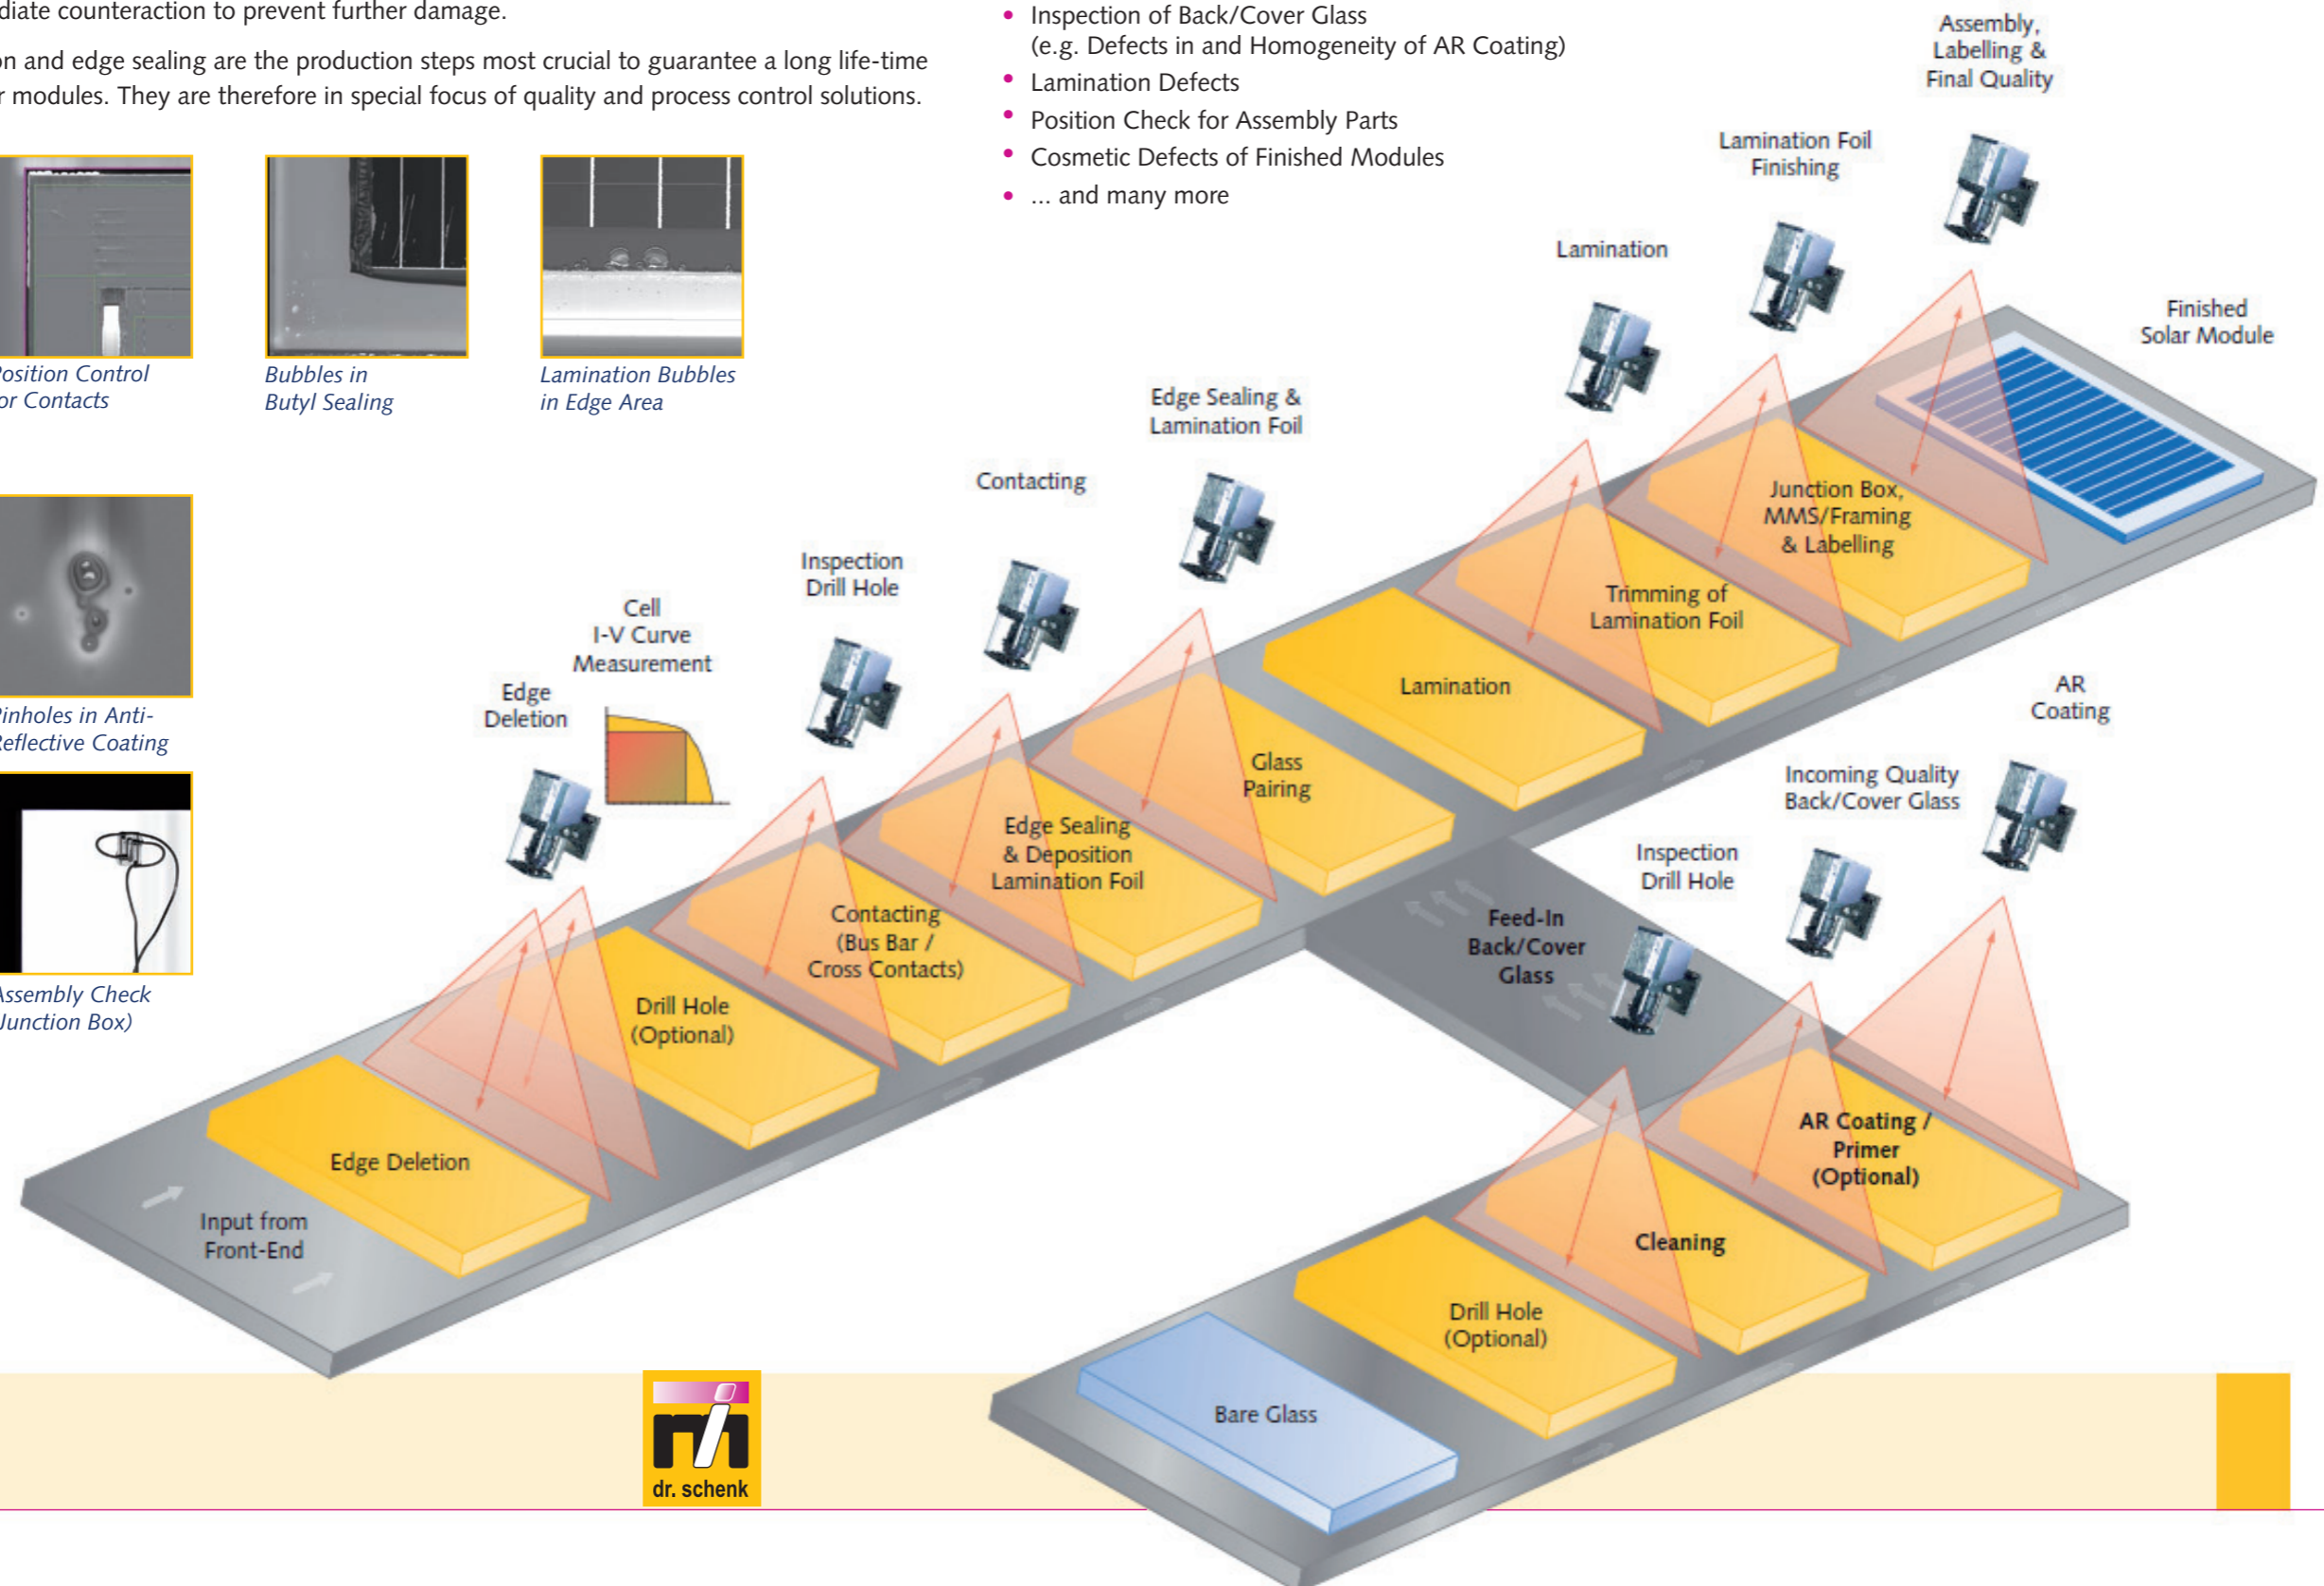 diate counteraction to prevent further damage.
on and edge sealing are the production steps most crucial to guarantee a long life-time
r modules. They are therefore in special focus of quality and process control solutions.
• Inspection of Back/Cover Glass
(e.g. Defects in and Homogeneity of AR Coating)
• Lamination Defects
• Position Check for Assembly Parts
• Cosmetic Defects of Finished Modules
• ... and many more
Position Control
or Contacts
Bubbles in
Butyl Sealing
Lamination Bubbles
in Edge Area
Pinholes in Anti-
Reflective Coating
Assembly Check
Junction Box)
Edge
Deletion
Cell
I-V Curve
Measurement
Inspection
Drill Hole
Contacting
Edge Sealing &
Lamination Foil
Lamination
Lamination Foil
Finishing
Assembly,
Labelling &
Final Quality
Finished
Solar Module
Input from
Front-End
Edge Deletion
Drill Hole
(Optional)
Contacting
(Bus Bar /
Cross Contacts)
Edge Sealing
& Deposition
Lamination Foil
Glass
Pairing
Lamination
Trimming of
Lamination Foil
Junction Box,
MMS/Framing
& Labelling
AR
Coating
Incoming Quality
Back/Cover Glass
Inspection
Drill Hole
Feed-In
Back/Cover
Glass
AR Coating /
Primer
(Optional)
Cleaning
Drill Hole
(Optional)
Bare Glass
dr. schenk